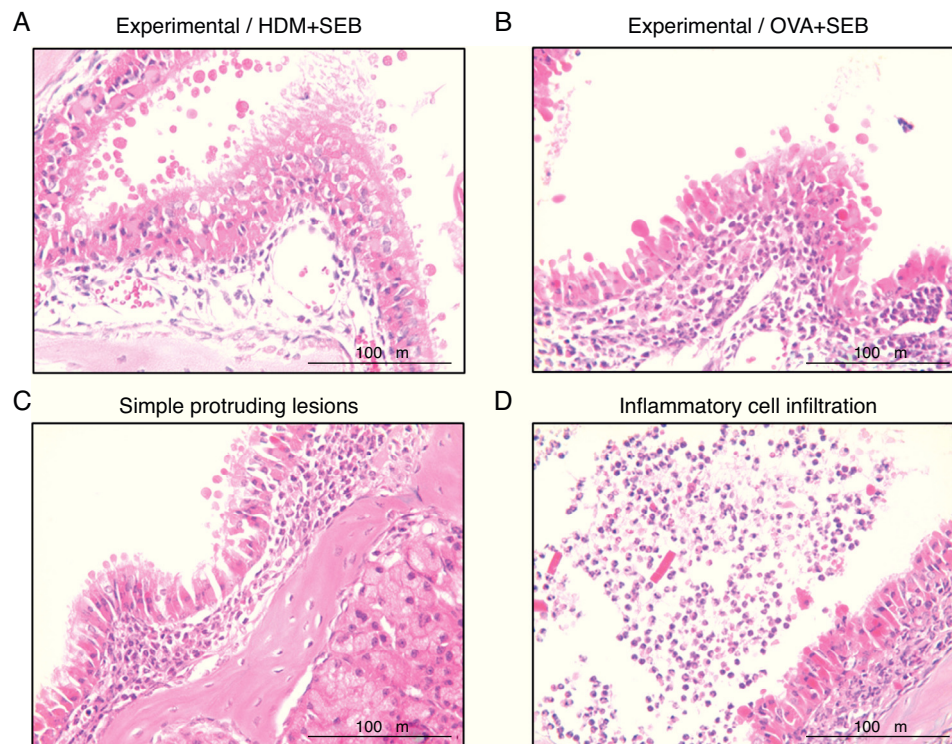 A Experimental / HDM+SEB
B Experimental / OVA+SEB
100 m
100 m
C Simple protruding lesions
D Inflammatory cell infiltration
100 m
100 m